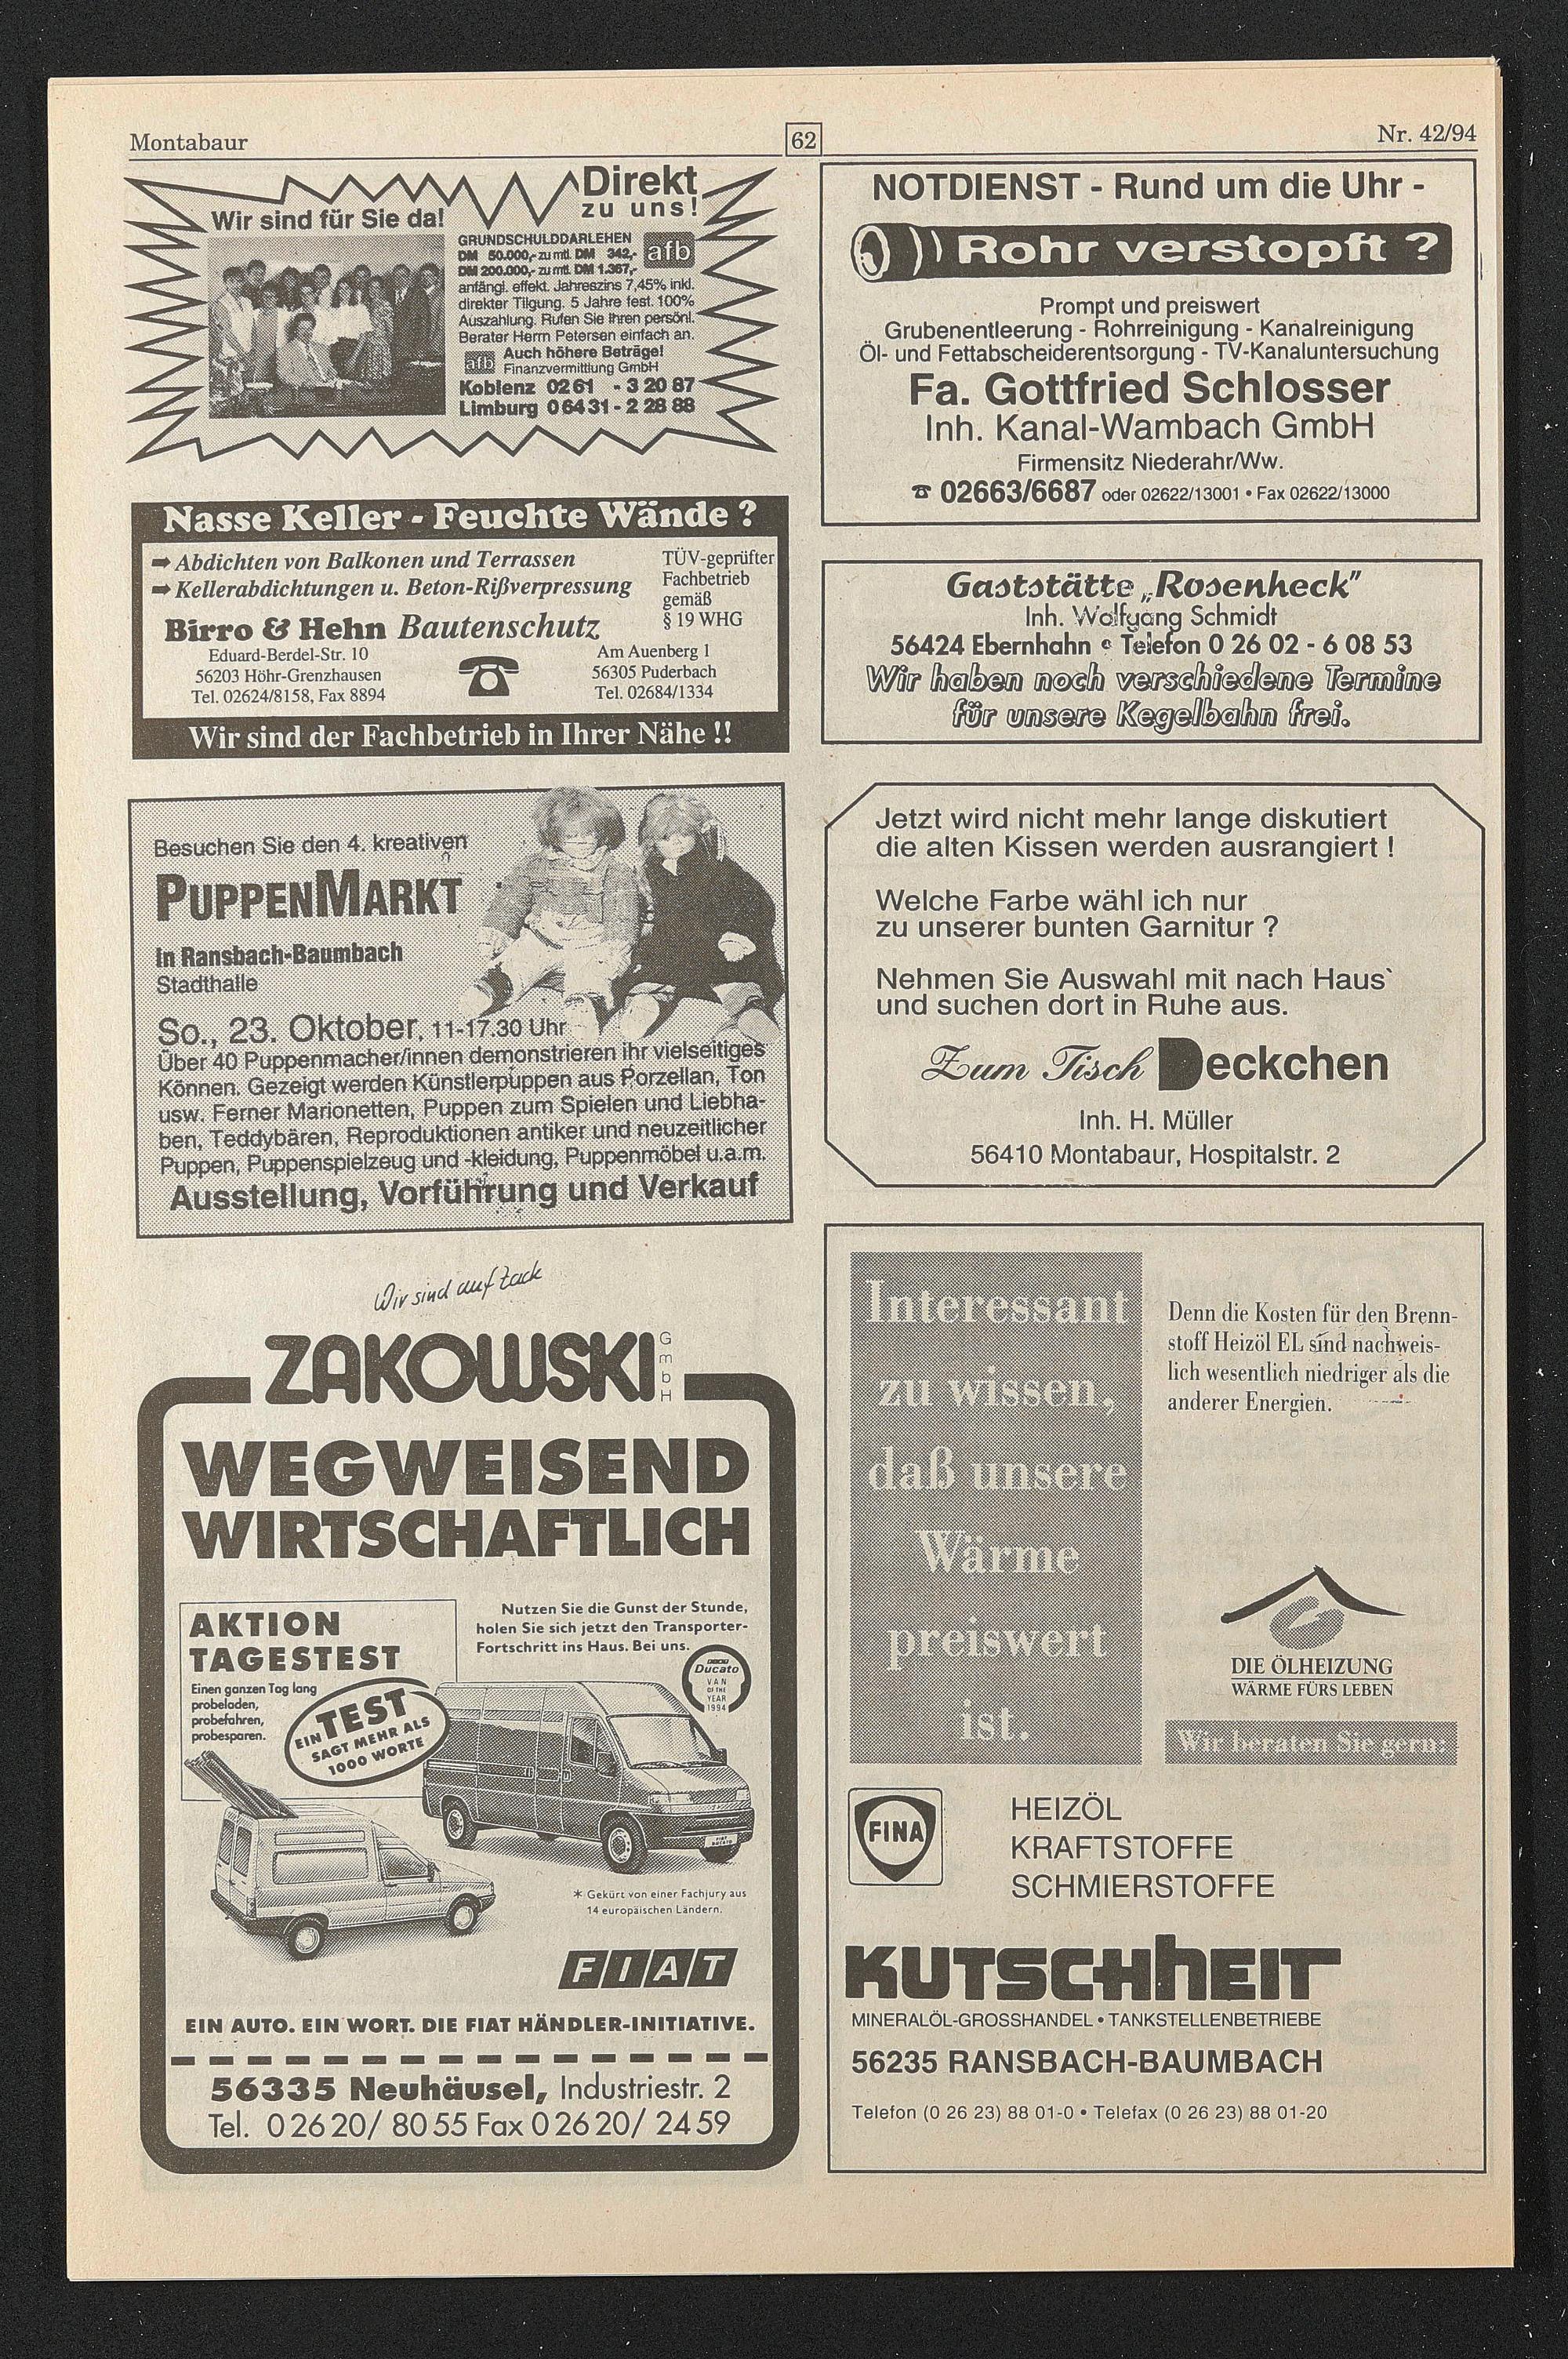 Montabaur
62
Nr. 42/94
Direkt
zu uns!
Wir sind für Sie da!
GRUNDSCHULDDARLEHEN
DM 50.000,- zu mtl. DM 342,-
DM 200.000,- zu mtl. DM 1.367,-
afb
anfängl. effekt. Jahreszins 7,45% inkl.
direkter Tilgung. 5 Jahre fest. 100%
Auszahlung. Rufen Sie Ihren persönl.
Berater Herrn Petersen einfach an.
Auch höhere Beträge!
afb Finanzvermittlung GmbH
Koblenz 02 61 - 3 20 87
Limburg 0 64 31 - 2 28 88
Nasse Keller - Feuchte Wände ?
➡ Abdichten von Balkonen und Terrassen
➡ Kellerabdichtungen u. Beton-Rißverpressung
TÜV-geprüfter
Fachbetrieb
gemäß
§ 19 WHG
Birro & Hehn Bautenschutz
Eduard-Berdel-Str. 10
56203 Höhr-Grenzhausen
Tel. 02624/8158, Fax 8894
Am Auenberg 1
56305 Puderbach
Tel. 02684/1334
Wir sind der Fachbetrieb in Ihrer Nähe !!
Besuchen Sie den 4. kreativen
PUPPENMARKT
in Ransbach-Baumbach
Stadthalle
So., 23. Oktober, 11-17.30 Uhr
Über 40 Puppenmacher/innen demonstrieren ihr vielseitiges
Können. Gezeigt werden Künstlerpuppen aus Porzellan, Ton
usw. Ferner Marionetten, Puppen zum Spielen und Liebha-
ben, Teddybären, Reproduktionen antiker und neuzeitlicher
Puppen, Puppenspielzeug und -kleidung, Puppenmöbel u.a.m.
Ausstellung, Vorführung und Verkauf
Wir sind auf Zack
ZAKOWSKI GmbH
WEGWEISEND
WIRTSCHAFTLICH
AKTION
TAGESTEST
Einen ganzen Tag lang
probeladen,
probefahren,
probesparen.
EIN TEST
SAGT MEHR ALS
1000 WORTE
Nutzen Sie die Gunst der Stunde,
holen Sie sich jetzt den Transporter-
Fortschritt ins Haus. Bei uns.
Ducato
VAN
OF THE
YEAR
1994
FIAT
DUCATO
* Gekürt von einer Fachjury aus
14 europäischen Ländern.
FIAT
EIN AUTO. EIN WORT. DIE FIAT HÄNDLER-INITIATIVE.
56335 Neuhäusel, Industriestr. 2
Tel. 0 26 20/ 80 55 Fax 0 26 20/ 24 59
NOTDIENST - Rund um die Uhr -
Rohr verstopft ?
Prompt und preiswert
Grubenentleerung - Rohrreinigung - Kanalreinigung
Öl- und Fettabscheiderentsorgung - TV-Kanaluntersuchung
Fa. Gottfried Schlosser
Inh. Kanal-Wambach GmbH
Firmensitz Niederahr/Ww.
☎ 02663/6687 oder 02622/13001 • Fax 02622/13000
Gaststätte „Rosenheck"
Inh. Wolfgang Schmidt
56424 Ebernhahn • Telefon 0 26 02 - 6 08 53
Wir haben noch verschiedene Termine
für unsere Kegelbahn frei.
Jetzt wird nicht mehr lange diskutiert
die alten Kissen werden ausrangiert !
Welche Farbe wähl ich nur
zu unserer bunten Garnitur ?
Nehmen Sie Auswahl mit nach Haus`
und suchen dort in Ruhe aus.
Zum Tisch Deckchen
Inh. H. Müller
56410 Montabaur, Hospitalstr. 2
Interessant
zu wissen,
daß unsere
Wärme
preiswert
ist.
Denn die Kosten für den Brenn-
stoff Heizöl EL sind nachweis-
lich wesentlich niedriger als die
anderer Energien.
DIE ÖLHEIZUNG
WÄRME FÜRS LEBEN
Wir beraten Sie gern:
FINA
HEIZÖL
KRAFTSTOFFE
SCHMIERSTOFFE
KUTSCHHEIT
MINERALÖL-GROSSHANDEL • TANKSTELLENBETRIEBE
56235 RANSBACH-BAUMBACH
Telefon (0 26 23) 88 01-0 • Telefax (0 26 23) 88 01-20